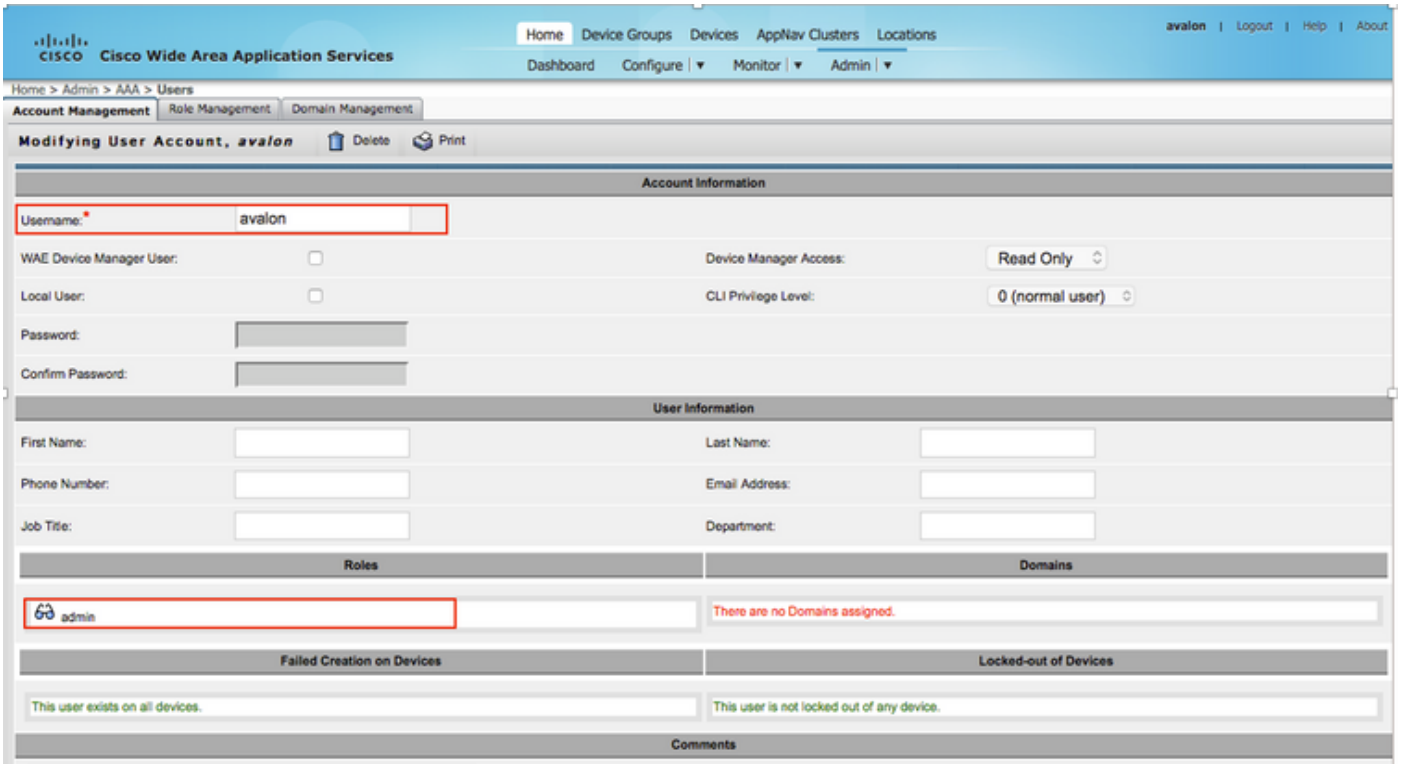 Home Device Groups Devices AppNav Clusters Locations
avalon | Logout | Help | About
CISCO Cisco Wide Area Application Services
Dashboard Configure | ▼ Monitor | ▼ Admin | ▼
Home > Admin > AAA > Users
Account Management Role Management Domain Management
Modifying User Account, avalon Delete Print
Account Information
Username:* avalon
WAE Device Manager User: Device Manager Access: Read Only
Local User: CLI Privilege Level: 0 (normal user)
Password:
Confirm Password:
User Information
First Name: Last Name:
Phone Number: Email Address:
Job Title: Department:
Roles Domains
admin There are no Domains assigned.
Failed Creation on Devices Locked-out of Devices
This user exists on all devices. This user is not locked out of any device.
Comments